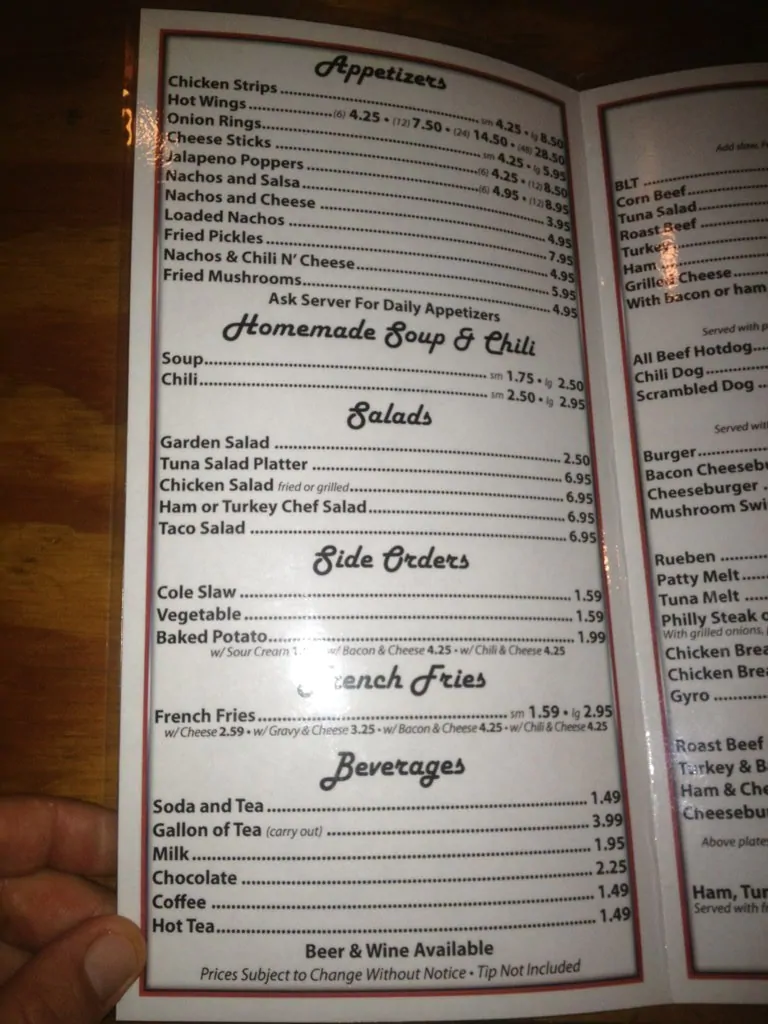 Appetizers
Chicken Strips sm 4.25 • lg 8.50
Hot Wings (6) 4.25 • (12) 7.50 • (24) 14.50 • (48) 28.50
Onion Rings sm 4.25 • lg 5.95
Cheese Sticks (6) 4.25 • (12) 8.50
Jalapeno Poppers (6) 4.95 • (12) 8.95
Nachos and Salsa 3.95
Nachos and Cheese 4.95
Loaded Nachos 7.95
Fried Pickles 4.95
Nachos & Chili N' Cheese 5.95
Fried Mushrooms 4.95
Ask Server For Daily Appetizers
Homemade Soup & Chili
Soup sm 1.75 • lg 2.50
Chili sm 2.50 • lg 2.95
Salads
Garden Salad 2.50
Tuna Salad Platter 6.95
Chicken Salad fried or grilled 6.95
Ham or Turkey Chef Salad 6.95
Taco Salad 6.95
Side Orders
Cole Slaw 1.59
Vegetable 1.59
Baked Potato 1.99
w/ Sour Cream w/ Bacon & Cheese 4.25 • w/ Chili & Cheese 4.25
French Fries
French Fries sm 1.59 • lg 2.95
w/ Cheese 2.59 • w/ Gravy & Cheese 3.25 • w/ Bacon & Cheese 4.25 • w/ Chili & Cheese 4.25
Beverages
Soda and Tea 1.49
Gallon of Tea (carry out) 3.99
Milk 1.95
Chocolate 2.25
Coffee 1.49
Hot Tea 1.49
Beer & Wine Available
Prices Subject to Change Without Notice • Tip Not Included
Add slaw,
BLT
Corn Beef
Tuna Salad
Roast Beef
Turkey
Ham
Grilled Cheese
With bacon or ham
Served with
All Beef Hotdog
Chili Dog
Scrambled Dog
Served with
Burger
Bacon Cheesebu
Cheeseburger
Mushroom Swi
Rueben
Patty Melt
Tuna Melt
Philly Steak
With grilled onions,
Chicken Brea
Chicken Brea
Gyro
Roast Beef
Turkey & B
Ham & Che
Cheesebu
Above plate
Ham, Tur
Served with